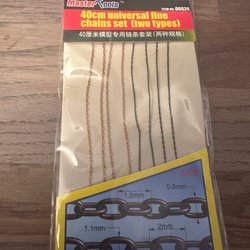 master tools
ITEM NO. 06624
40cm universal fine
chains set (two types)
40厘米模型专用链条套装(两种规格)
1.5mm
0.8mm
1.1mm
2mm